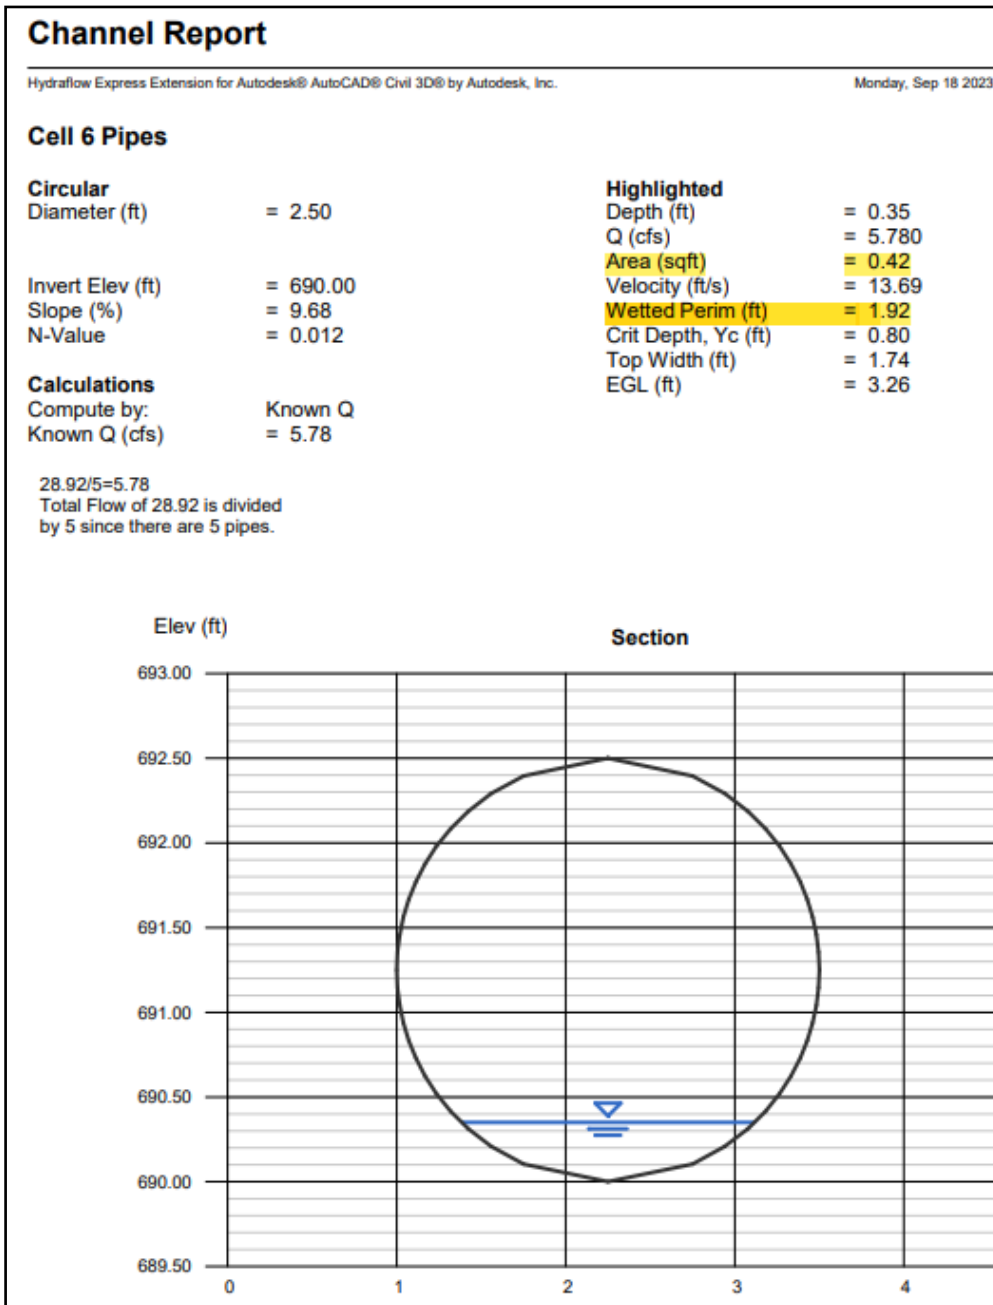 Channel Report
Hydraflow Express Extension for Autodesk® AutoCAD® Civil 3D® by Autodesk, Inc. Monday, Sep 18 2023
Cell 6 Pipes
Circular
Diameter (ft) = 2.50
Invert Elev (ft) = 690.00
Slope (%) = 9.68
N-Value = 0.012
Calculations
Compute by: Known Q
Known Q (cfs) = 5.78
28.92/5=5.78
Total Flow of 28.92 is divided
by 5 since there are 5 pipes.
Highlighted
Depth (ft) = 0.35
Q (cfs) = 5.780
Area (sqft) = 0.42
Velocity (ft/s) = 13.69
Wetted Perim (ft) = 1.92
Crit Depth, Yc (ft) = 0.80
Top Width (ft) = 1.74
EGL (ft) = 3.26
Elev (ft)
Section
693.00
692.50
692.00
691.50
691.00
690.50
690.00
689.50
0 1 2 3 4